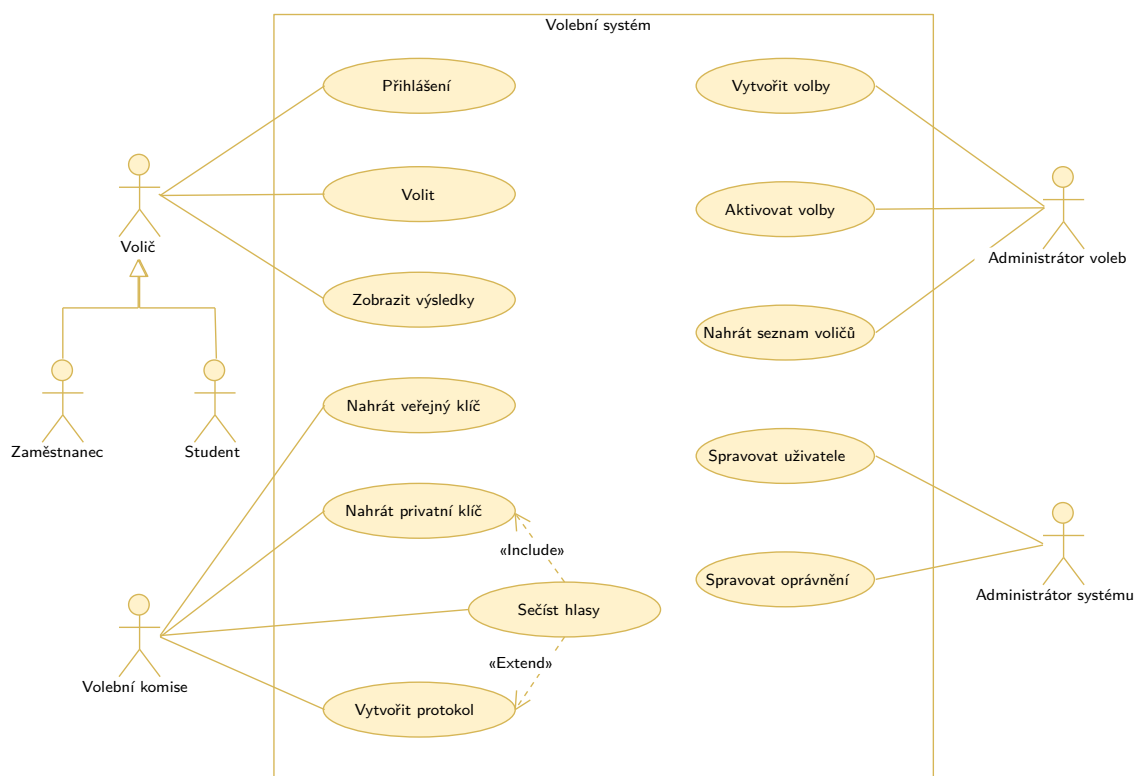 Volební systém
Přihlášení
Vytvořit volby
Volit
Aktivovat volby
Volič
Administrátor voleb
Zobrazit výsledky
Nahrát seznam voličů
Nahrát veřejný klíč
Zaměstnanec
Student
Spravovat uživatele
Nahrát privatní klíč
«Include»
Spravovat oprávnění
Administrátor systému
Sečíst hlasy
«Extend»
Volební komise
Vytvořit protokol